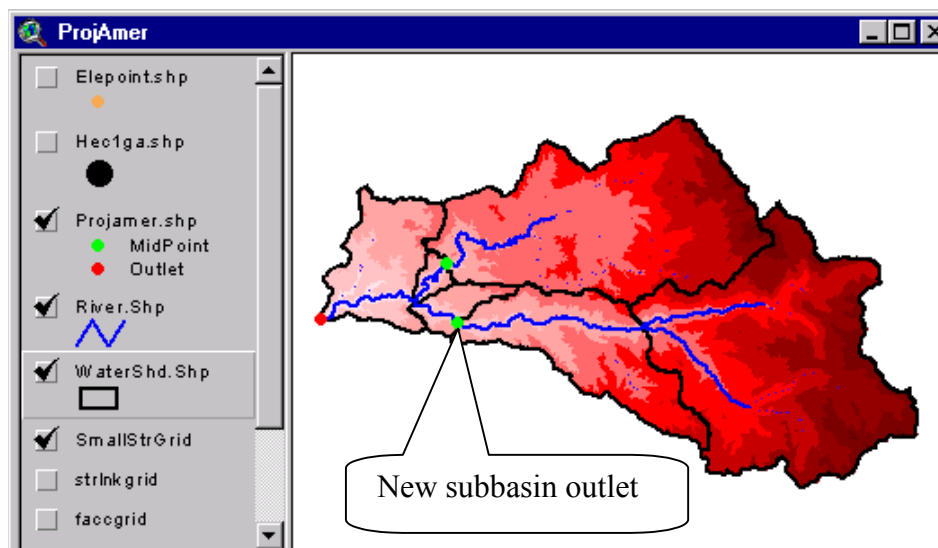 ProjAmer
Elepoint.shp
Hec1ga.shp
Projamer.shp
MidPoint
Outlet
River.Shp
WaterShd.Shp
SmallStrGrid
strlnkgrid
faccgrid
New subbasin outlet